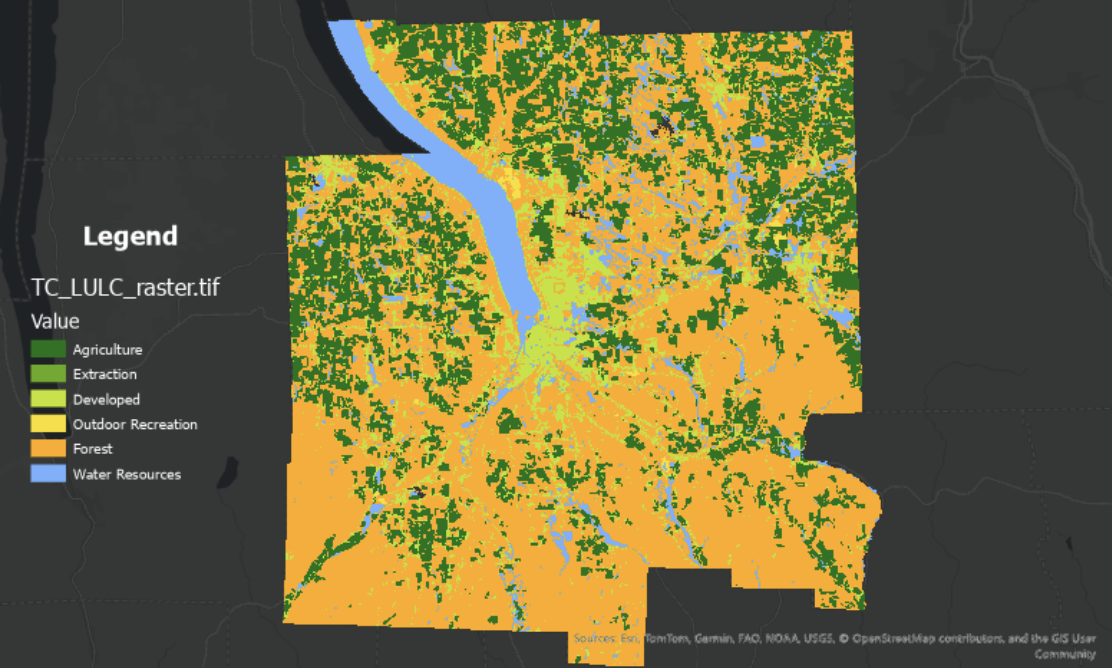 Legend
TC_LULC_raster.tif
Value
Agriculture
Extraction
Developed
Outdoor Recreation
Forest
Water Resources
Sources: Esri, TomTom, Garmin, FAO, NOAA, USGS, © OpenStreetMap contributors, and the GIS User
Community